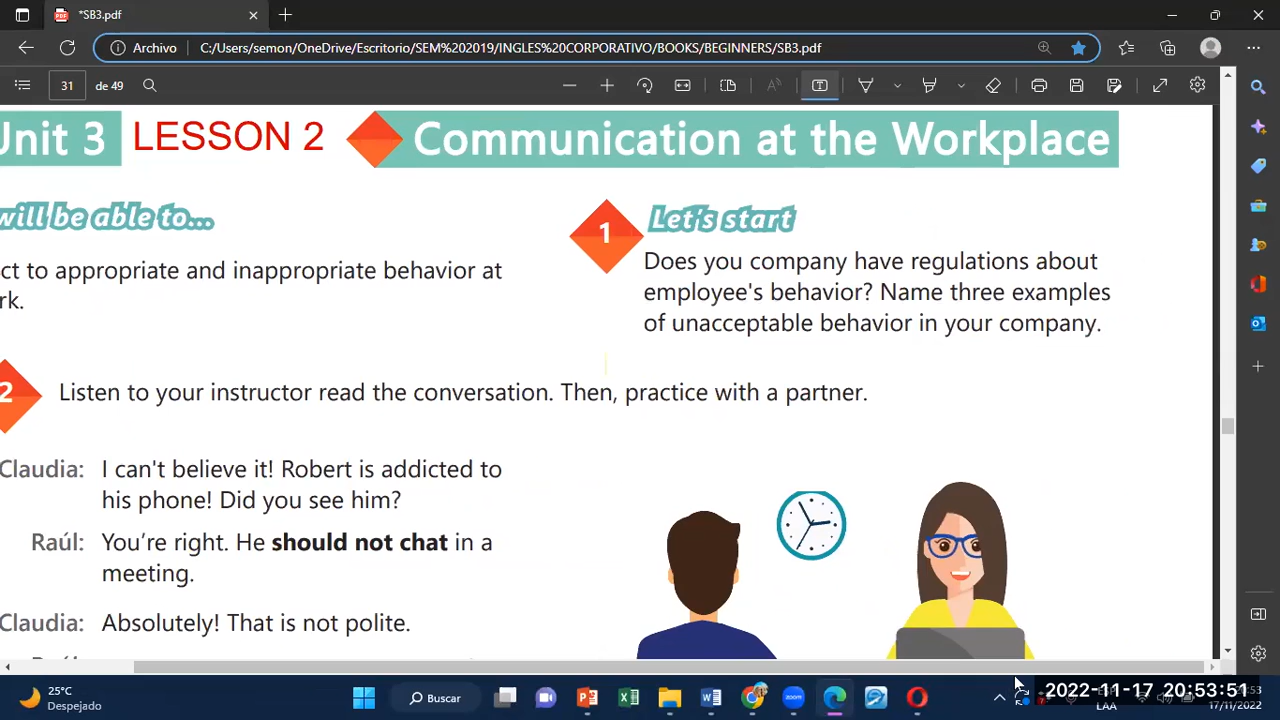 *SB3.pdf
Archivo
C:/Users/semon/OneDrive/Escritorio/SEM%202019/INGLES%20CORPORATIVO/BOOKS/BEGINNERS/SB3.pdf
31 de 49
Unit 3 LESSON 2 Communication at the Workplace
will be able to...
ct to appropriate and inappropriate behavior at
rk.
1 Let's start
Does you company have regulations about
employee's behavior? Name three examples
of unacceptable behavior in your company.
2 Listen to your instructor read the conversation. Then, practice with a partner.
Claudia: I can't believe it! Robert is addicted to
his phone! Did you see him?
Raúl: You're right. He should not chat in a
meeting.
Claudia: Absolutely! That is not polite.
25°C
Despejado
Buscar
2022-11-17 20:53:51
LAA
17/11/2022